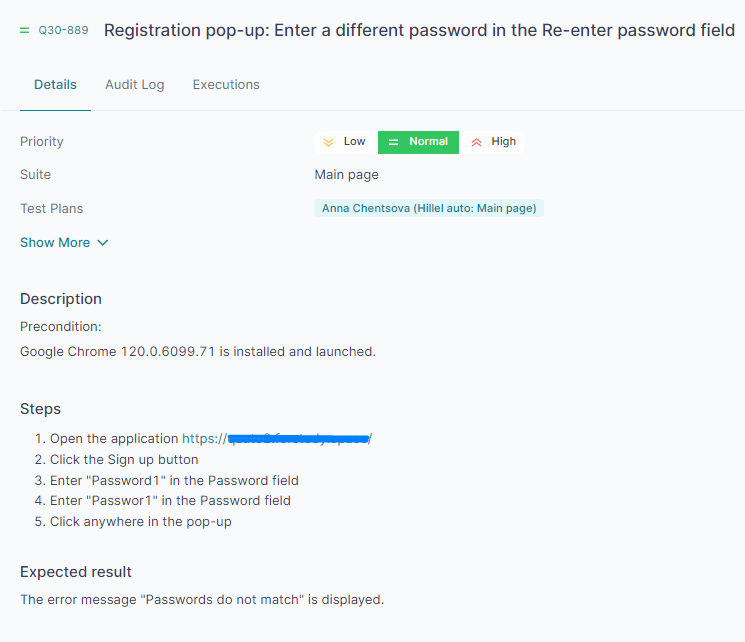 Q30-889 Registration pop-up: Enter a different password in the Re-enter password field
Details Audit Log Executions
Priority Low Normal High
Suite Main page
Test Plans Anna Chentsova (Hillel auto: Main page)
Show More
Description
Precondition:
Google Chrome 120.0.6099.71 is installed and launched.
Steps
1. Open the application https:// /
2. Click the Sign up button
3. Enter "Password1" in the Password field
4. Enter "Passwor1" in the Password field
5. Click anywhere in the pop-up
Expected result
The error message "Passwords do not match" is displayed.